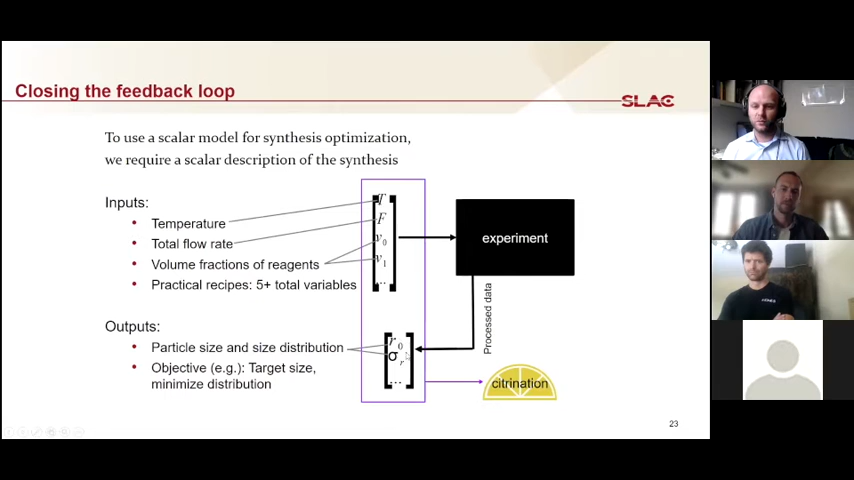 Closing the feedback loop
SLAC
To use a scalar model for synthesis optimization,
we require a scalar description of the synthesis
Inputs:
• Temperature
• Total flow rate
• Volume fractions of reagents
• Practical recipes: 5+ total variables
T
F
v₀
v₁
...
experiment
Processed data
Outputs:
• Particle size and size distribution
• Objective (e.g.): Target size,
minimize distribution
r₀
σᵣ
...
citrination
23